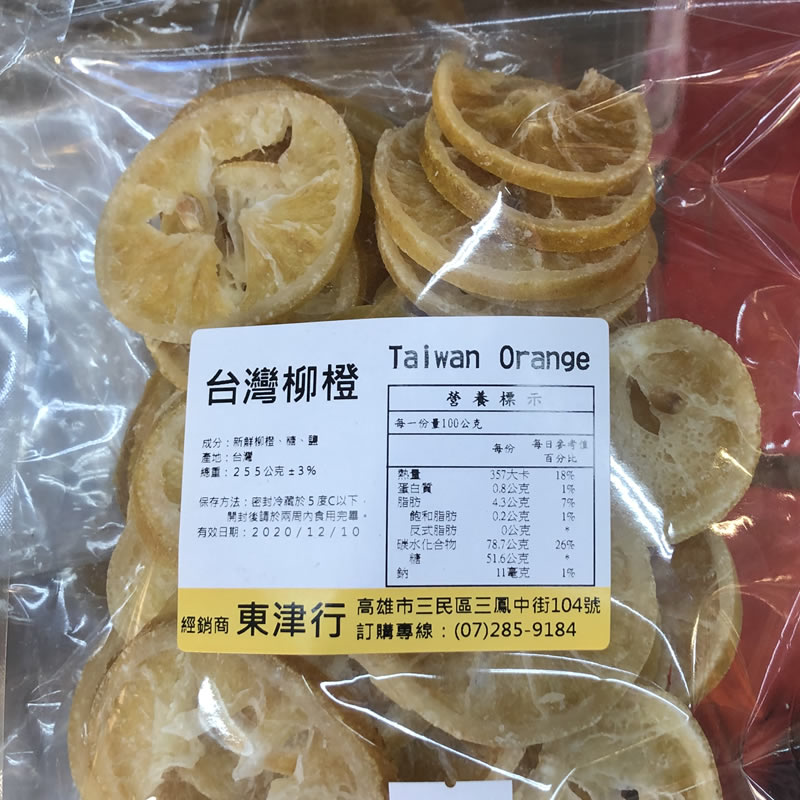 台灣柳橙
Taiwan Orange
成分：新鮮柳橙、糖、鹽
產地：台灣
總重：255公克±3%
保存方法：密封冷藏於5度C以下，
開封後請於兩周內食用完畢。
有效日期：2020/12/10
營養標示
每一份量100公克
每份 每日參考值
百分比
熱量 357大卡 18%
蛋白質 0.8公克 1%
脂肪 4.3公克 7%
飽和脂肪 0.2公克 1%
反式脂肪 0公克 *
碳水化合物 78.7公克 26%
糖 51.6公克 *
鈉 11毫克 1%
經銷商 東津行
高雄市三民區三鳳中街104號
訂購專線：(07)285-9184